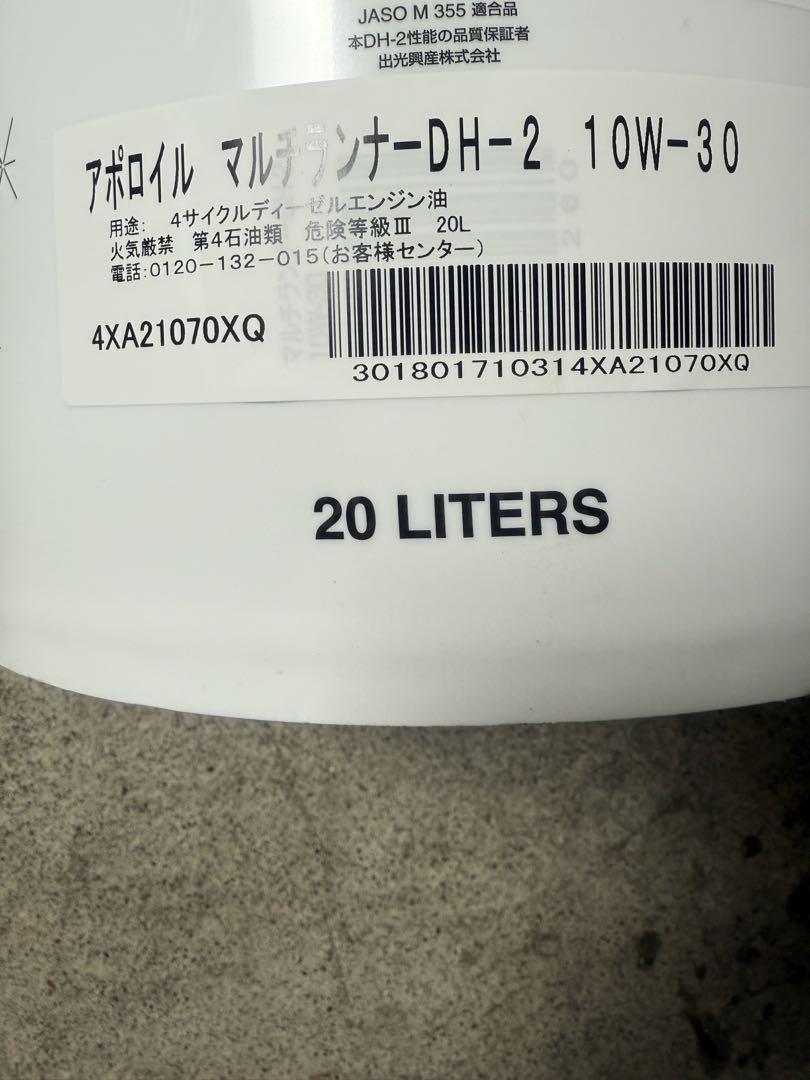 JASO M 355 適合品
本DH-2性能の品質保証者
出光興産株式会社
アポロイル マルチランナーDH-2 10W-30
用途: 4サイクルディーゼルエンジン油
火気厳禁 第4石油類 危険等級Ⅲ 20L
電話:0120-132-015(お客様センター)
4XA21070XQ
301801710314XA21070XQ
20 LITERS